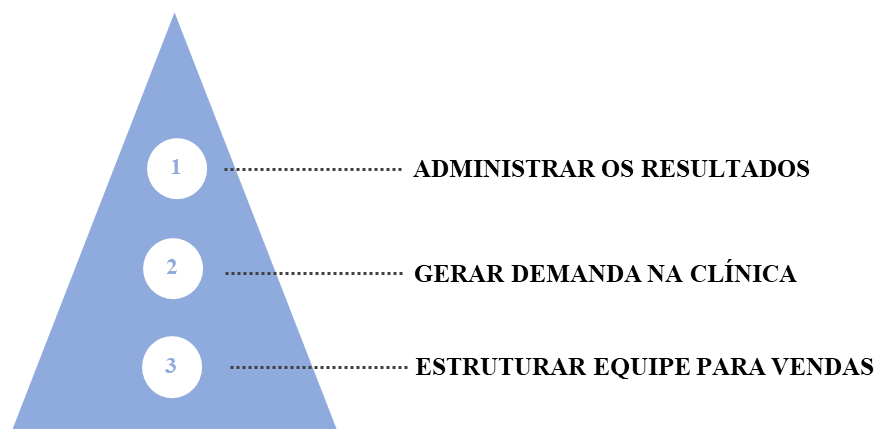 1 ADMINISTRAR OS RESULTADOS
2 GERAR DEMANDA NA CLÍNICA
3 ESTRUTURAR EQUIPE PARA VENDAS